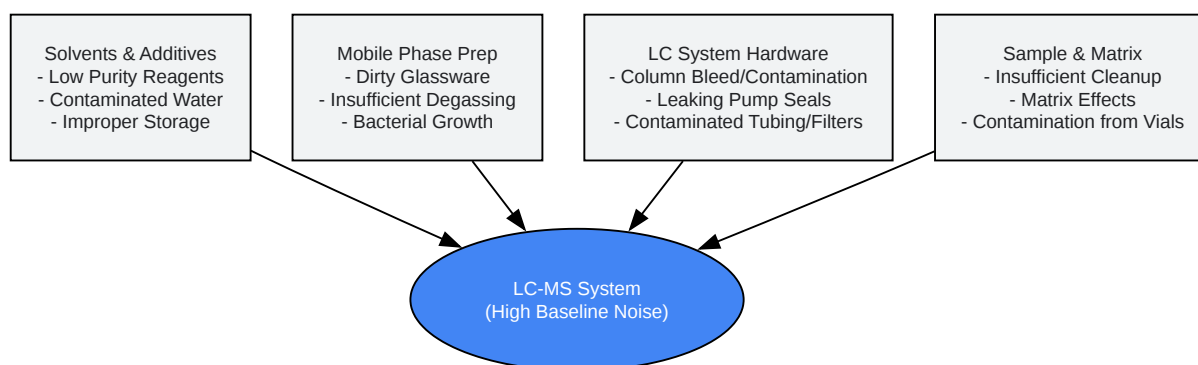 Solvents & Additives
- Low Purity Reagents
- Contaminated Water
- Improper Storage
Mobile Phase Prep
- Dirty Glassware
- Insufficient Degassing
- Bacterial Growth
LC System Hardware
- Column Bleed/Contamination
- Leaking Pump Seals
- Contaminated Tubing/Filters
Sample & Matrix
- Insufficient Cleanup
- Matrix Effects
- Contamination from Vials
LC-MS System
(High Baseline Noise)